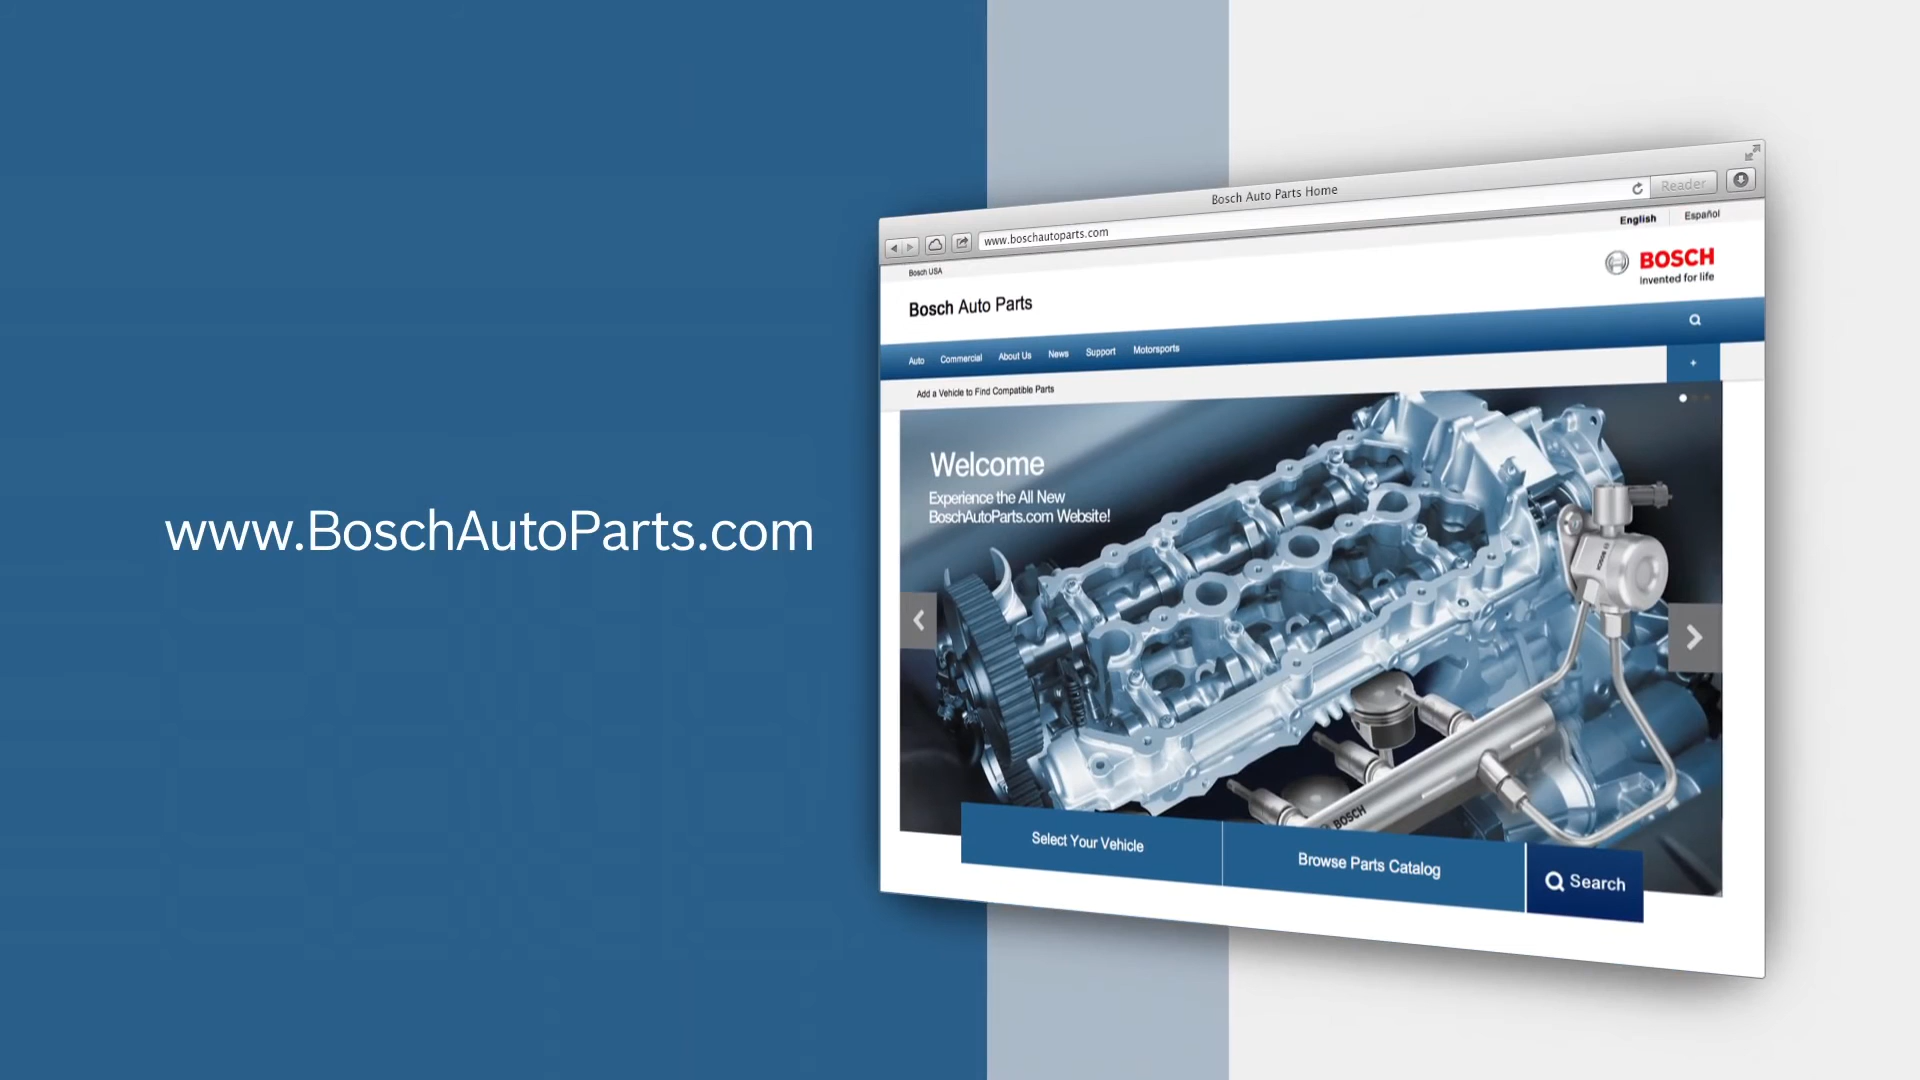 www.BoschAutoParts.com
Bosch Auto Parts Home
Reader
www.boschautoparts.com
English
Español
Bosch USA
BOSCH
Invented for life
Bosch Auto Parts
Auto
Commercial
About Us
News
Support
Motorsports
Add a Vehicle to Find Compatible Parts
Welcome
Experience the All New
BoschAutoParts.com Website!
BOSCH
BOSCH
Select Your Vehicle
Browse Parts Catalog
Search